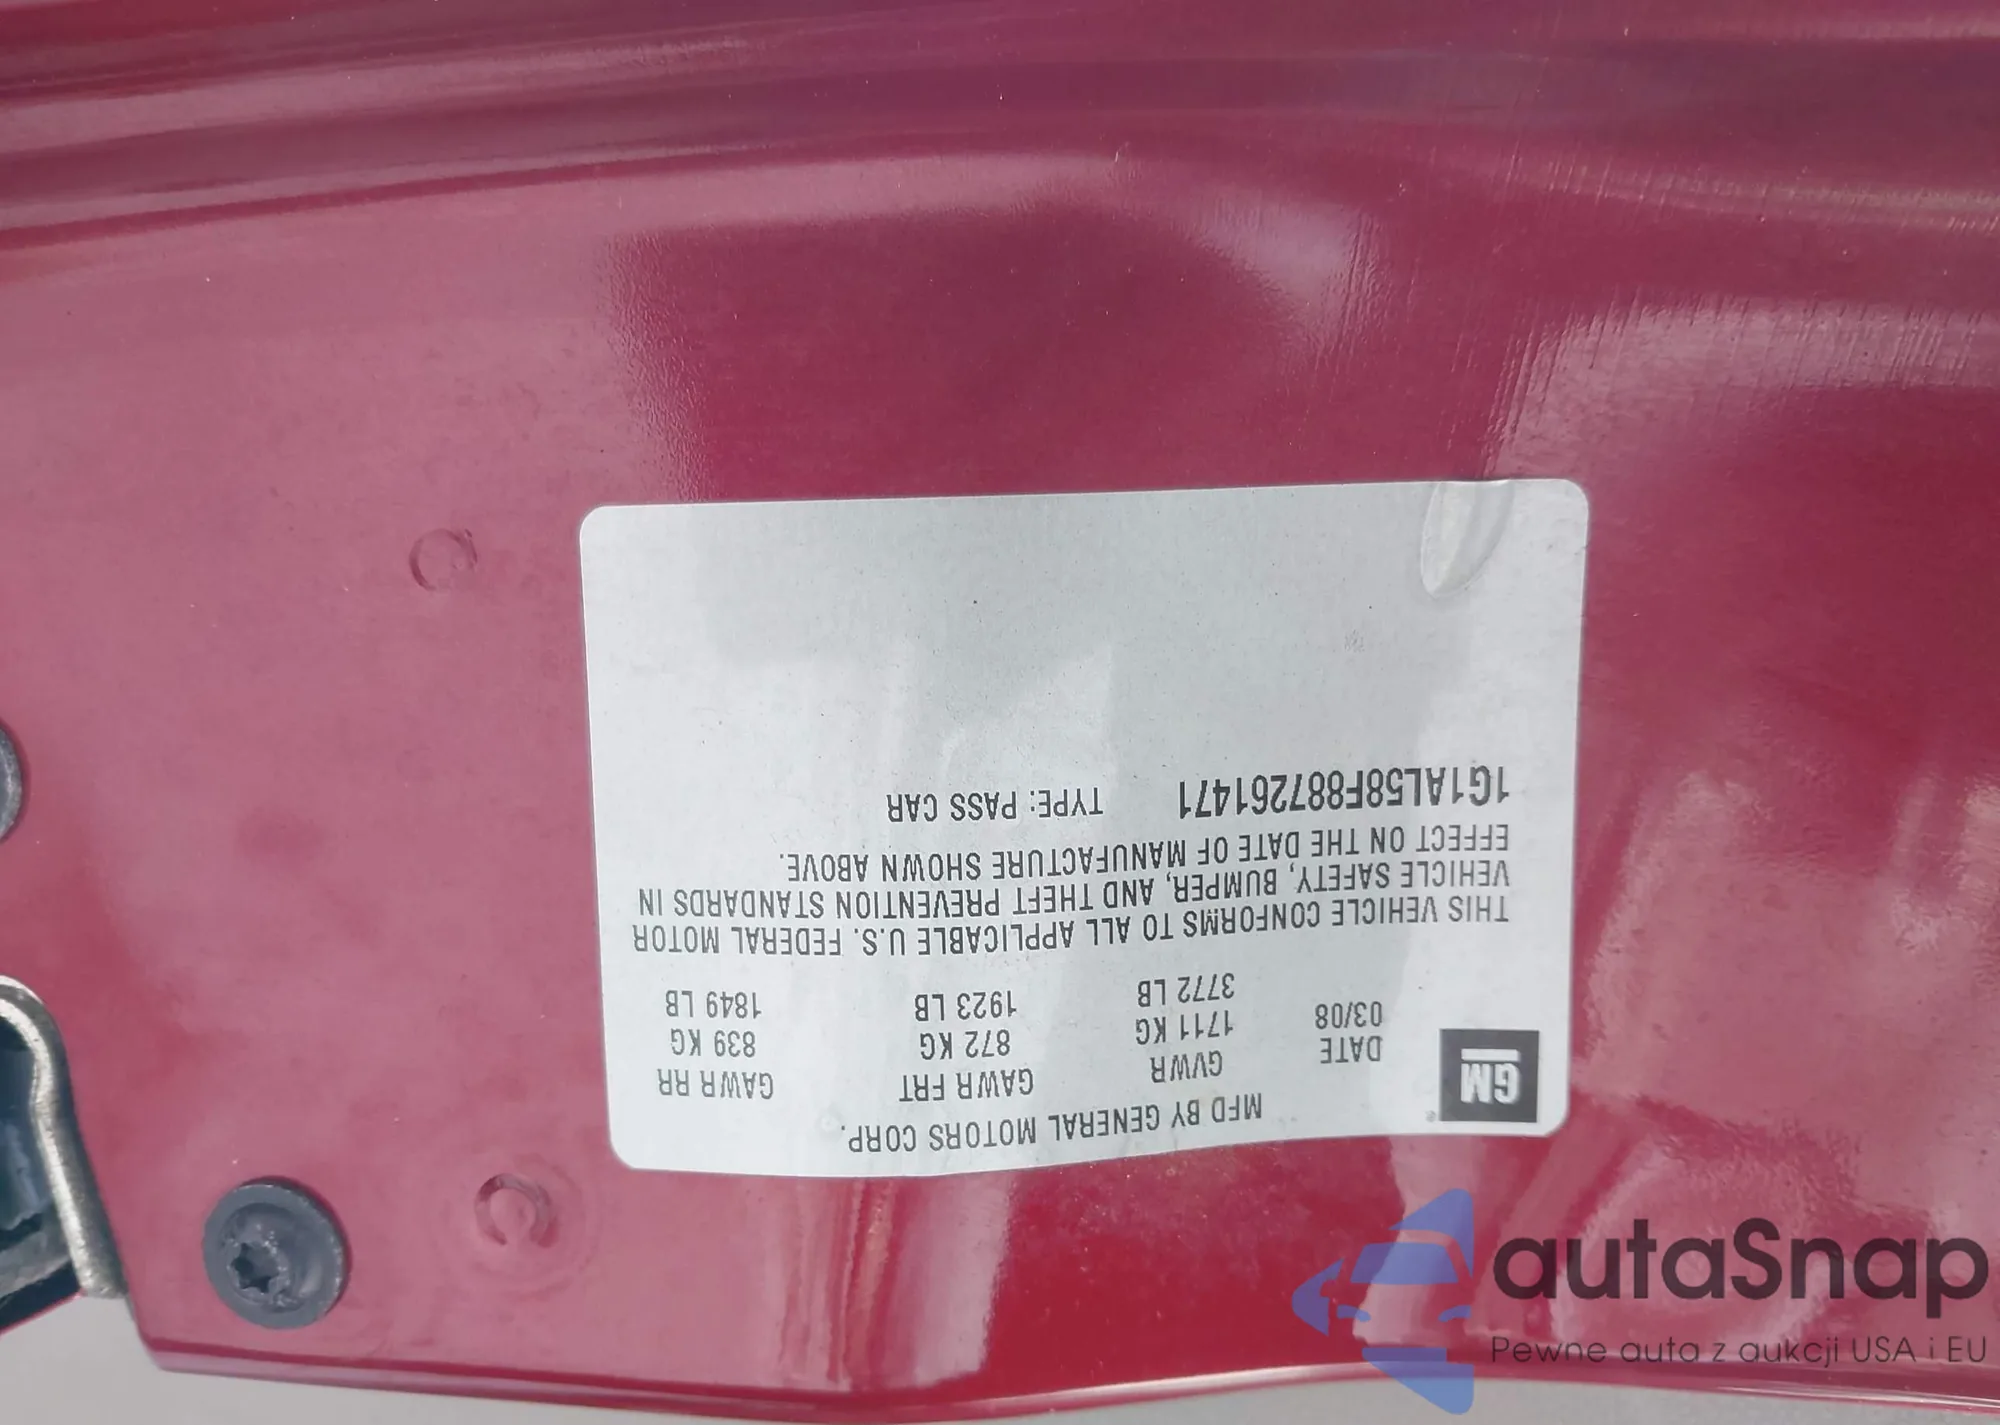 GM
MFD BY GENERAL MOTORS CORP.
DATE GVWR GAWR FRT GAWR RR
03/08 1711 KG 872 KG 839 KG
3772 LB 1923 LB 1849 LB
THIS VEHICLE CONFORMS TO ALL APPLICABLE U.S. FEDERAL MOTOR
VEHICLE SAFETY, BUMPER, AND THEFT PREVENTION STANDARDS IN
EFFECT ON THE DATE OF MANUFACTURE SHOWN ABOVE.
1G1AL58F887261471 TYPE: PASS CAR
autaSnap
Pewne auta z aukcji USA i EU